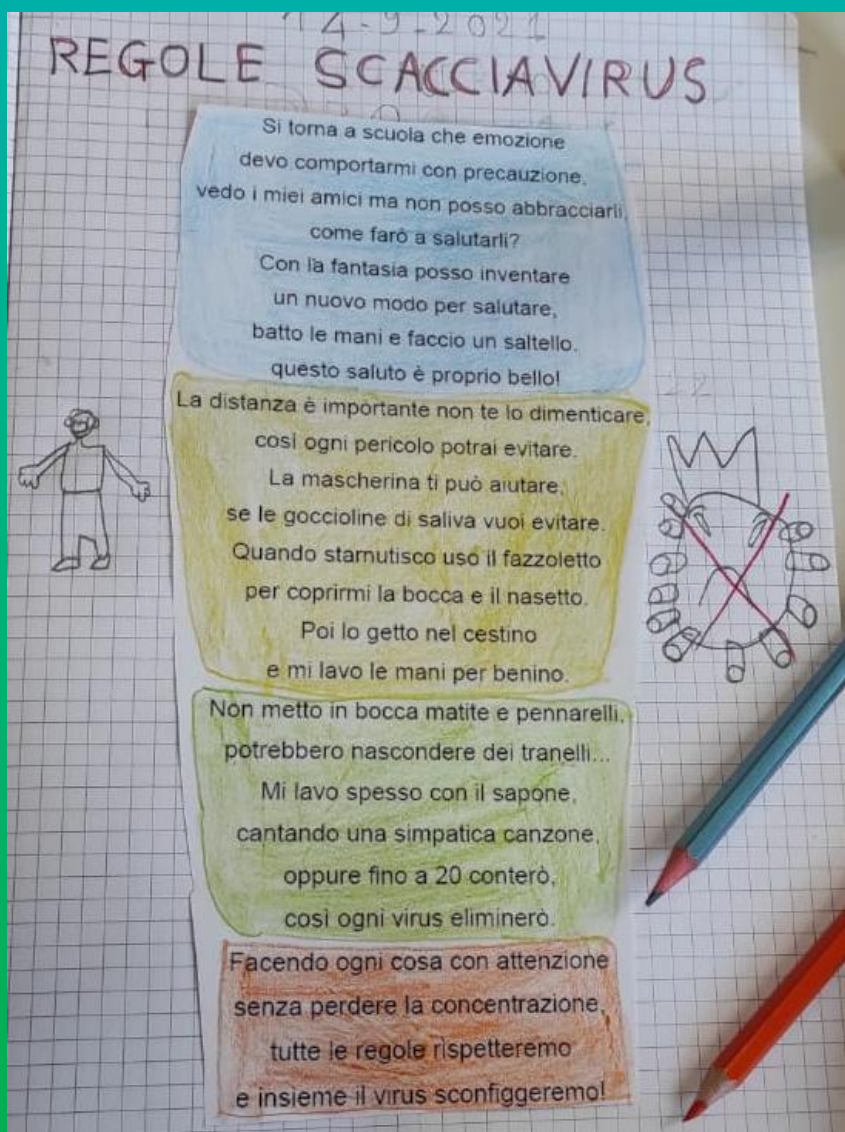 14-9-2021
REGOLE SCACCIAVIRUS
Si torna a scuola che emozione
devo comportarmi con precauzione,
vedo i miei amici ma non posso abbracciarli,
come farò a salutarli?
Con la fantasia posso inventare
un nuovo modo per salutare,
batto le mani e faccio un saltello,
questo saluto è proprio bello!
La distanza è importante non te lo dimenticare,
così ogni pericolo potrai evitare.
La mascherina ti può aiutare,
se le goccioline di saliva vuoi evitare.
Quando starnutisco uso il fazzoletto
per coprirmi la bocca e il nasetto.
Poi lo getto nel cestino
e mi lavo le mani per benino.
Non metto in bocca matite e pennarelli,
potrebbero nascondere dei tranelli...
Mi lavo spesso con il sapone,
cantando una simpatica canzone,
oppure fino a 20 conterò,
così ogni virus eliminerò.
Facendo ogni cosa con attenzione
senza perdere la concentrazione,
tutte le regole rispetteremo
e insieme il virus sconfiggeremo!